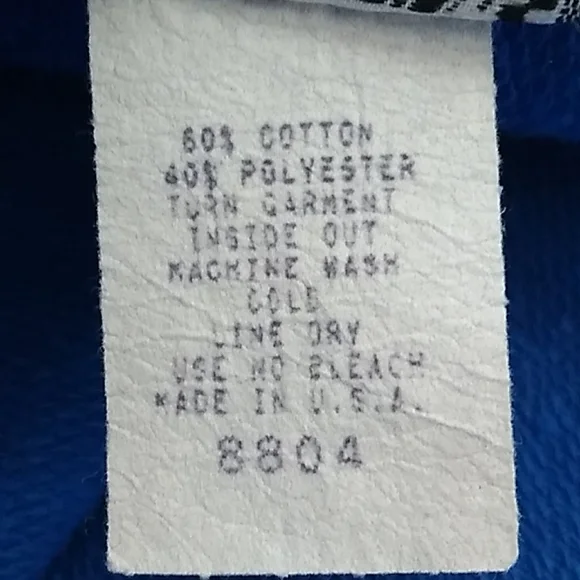 60% COTTON
40% POLYESTER
TURN GARMENT
INSIDE OUT
MACHINE WASH
COLD
LINE DRY
USE NO BLEACH
MADE IN U.S.A.
8804